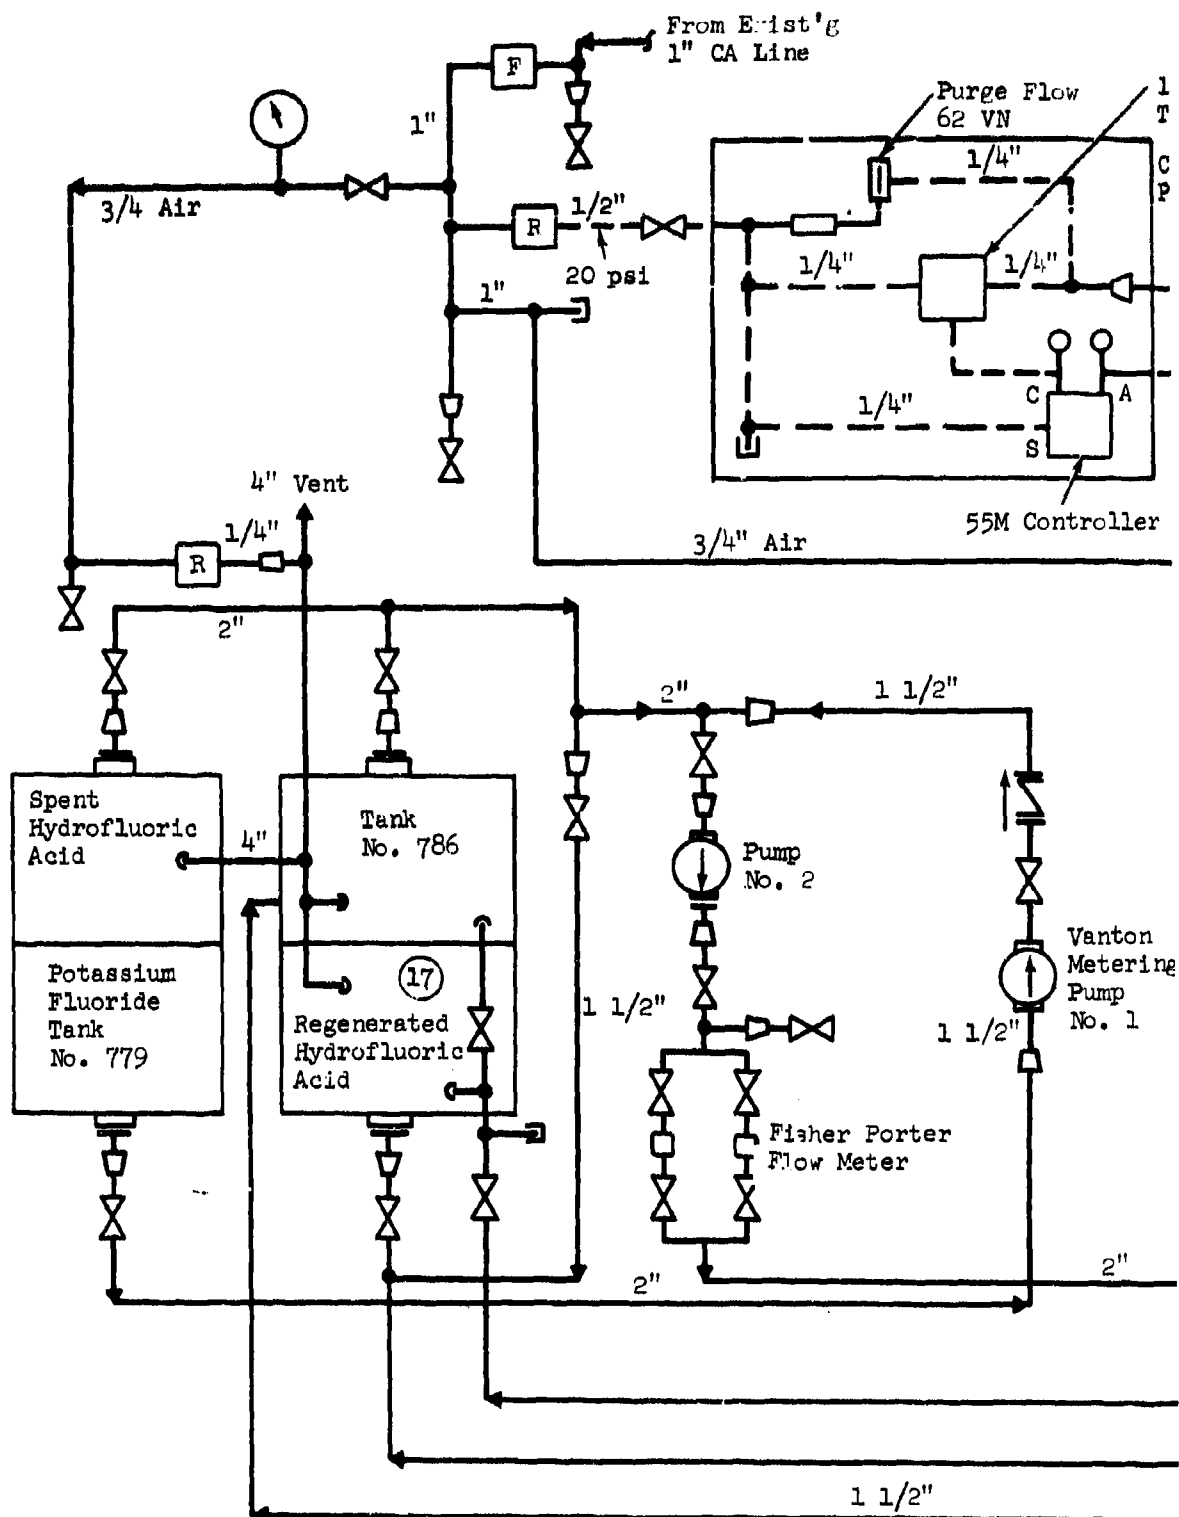 From Exist'g
1" CA Line
F
1"
Purge Flow
62 VN
1
T
C
P
1/4"
3/4 Air
R
1/2"
20 psi
1/4"
1/4"
1"
C
A
1/4"
S
55M Controller
4" Vent
1/4"
R
3/4" Air
2"
2"
1 1/2"
Spent
Hydrofluoric
Acid
4"
Tank
No. 786
Pump
No. 2
Potassium
Fluoride
Tank
No. 779
17
Regenerated
Hydrofluoric
Acid
1 1/2"
Vanton
Metering
Pump
No. 1
1 1/2"
Fisher Porter
Flow Meter
2"
2"
1 1/2"